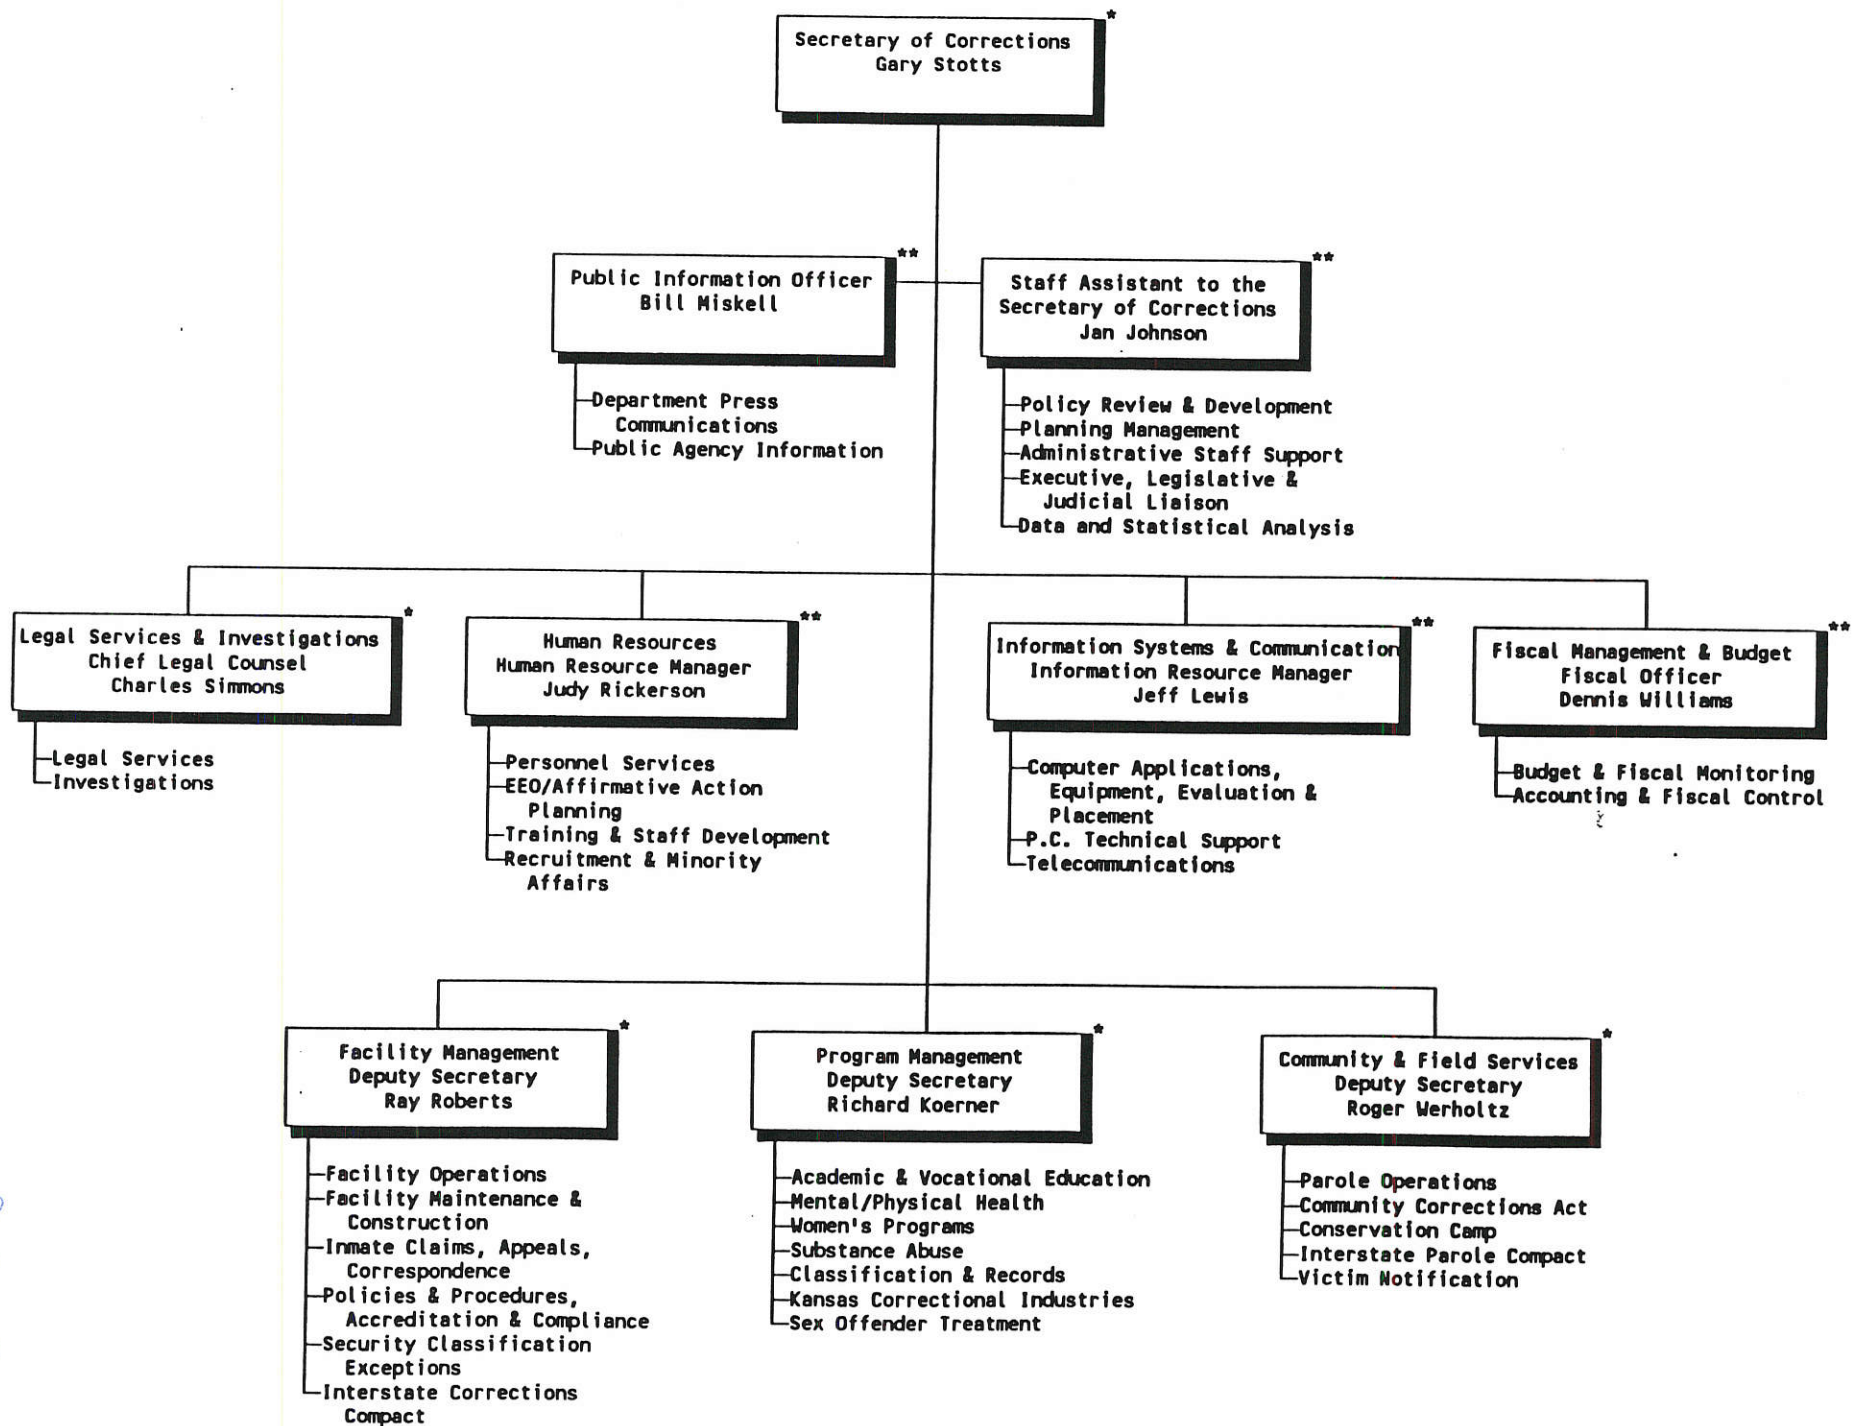 *
Secretary of Corrections
Gary Stotts
**
Public Information Officer
Bill Miskell
Department Press
Communications
Public Agency Information
**
Staff Assistant to the
Secretary of Corrections
Jan Johnson
Policy Review & Development
Planning Management
Administrative Staff Support
Executive, Legislative &
Judicial Liaison
Data and Statistical Analysis
*
Legal Services & Investigations
Chief Legal Counsel
Charles Simmons
Legal Services
Investigations
**
Human Resources
Human Resource Manager
Judy Rickerson
Personnel Services
EEO/Affirmative Action
Planning
Training & Staff Development
Recruitment & Minority
Affairs
**
Information Systems & Communication
Information Resource Manager
Jeff Lewis
Computer Applications,
Equipment, Evaluation &
Placement
P.C. Technical Support
Telecommunications
**
Fiscal Management & Budget
Fiscal Officer
Dennis Williams
Budget & Fiscal Monitoring
Accounting & Fiscal Control
*
Facility Management
Deputy Secretary
Ray Roberts
Facility Operations
Facility Maintenance &
Construction
Inmate Claims, Appeals,
Correspondence
Policies & Procedures,
Accreditation & Compliance
Security Classification
Exceptions
Interstate Corrections
Compact
*
Program Management
Deputy Secretary
Richard Koerner
Academic & Vocational Education
Mental/Physical Health
Women's Programs
Substance Abuse
Classification & Records
Kansas Correctional Industries
Sex Offender Treatment
*
Community & Field Services
Deputy Secretary
Roger Werholtz
Parole Operations
Community Corrections Act
Conservation Camp
Interstate Parole Compact
Victim Notification